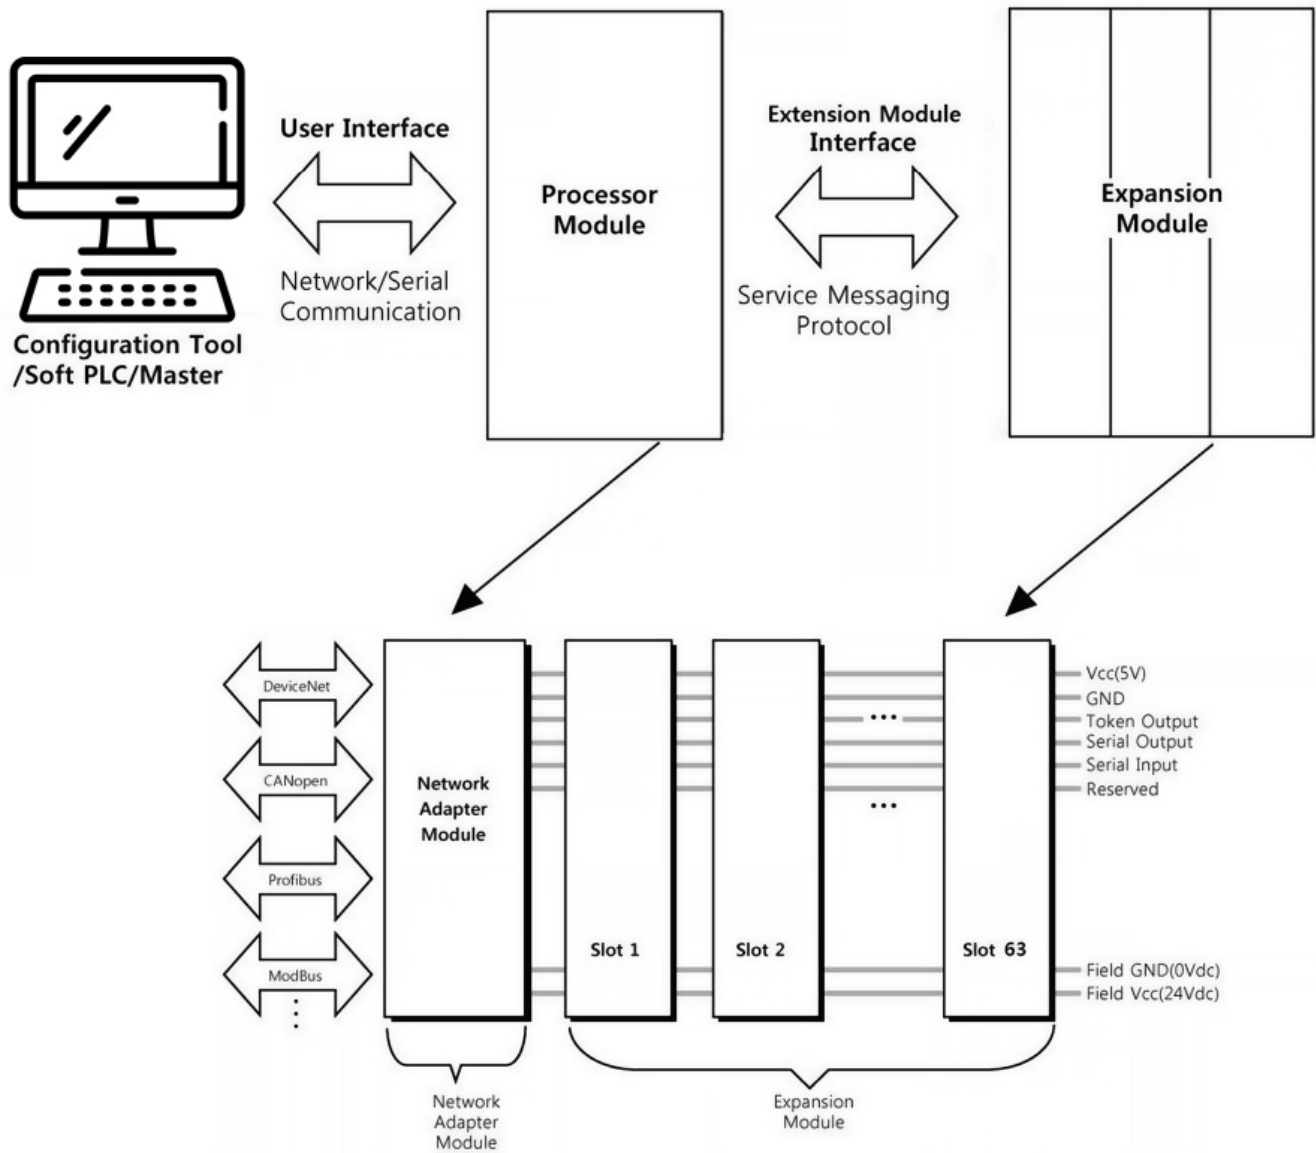 User Interface
Network/Serial
Communication
Configuration Tool
/Soft PLC/Master
Processor
Module
Extension Module
Interface
Service Messaging
Protocol
Expansion
Module
DeviceNet
CANopen
Profibus
ModBus
Network
Adapter
Module
Slot 1
Slot 2
Slot 63
Vcc(5V)
GND
Token Output
Serial Output
Serial Input
Reserved
Field GND(0Vdc)
Field Vcc(24Vdc)
Network
Adapter
Module
Expansion
Module